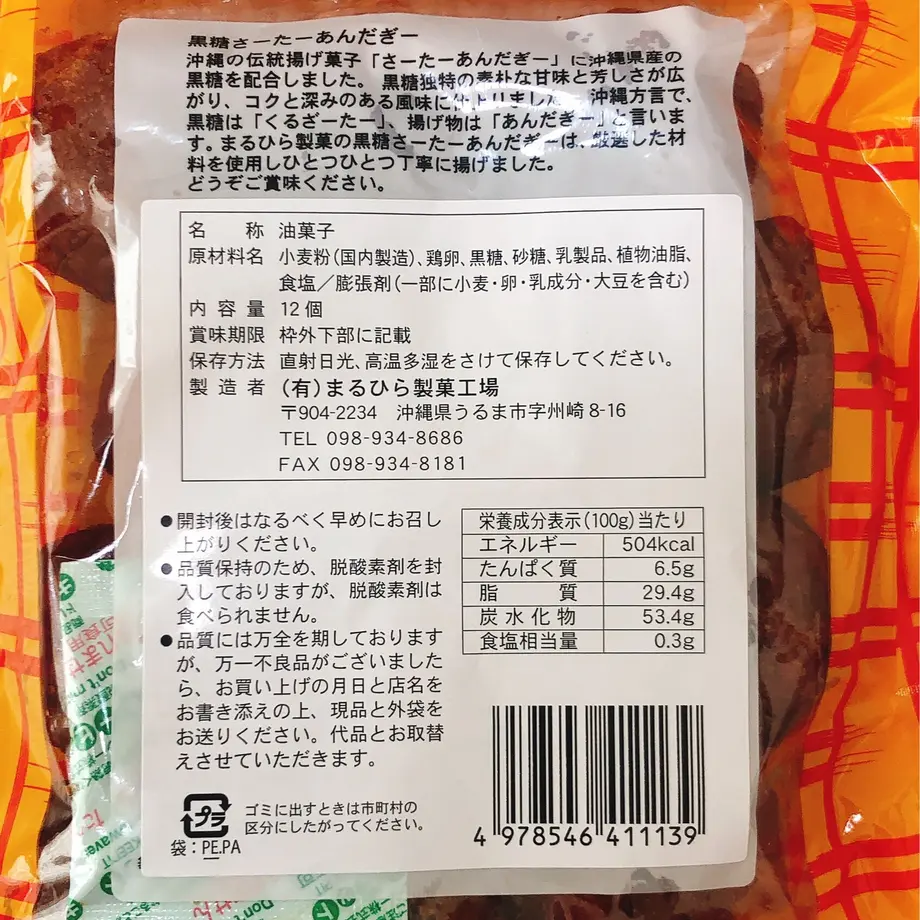 黒糖さーたーあんだぎー
沖縄の伝統揚げ菓子「さーたーあんだぎー」に沖縄県産の
黒糖を配合しました。 黒糖独特の素朴な甘味と芳しさが広
がり、コクと深みのある風味に仕上りました 沖縄方言で、
黒糖は「くるざーたー」、揚げ物は「あんだぎー」と言いま
す。まるひら製菓の黒糖さーたーあんだぎーは、厳選した材
料を使用しひとつひとつ丁寧に揚げました。
どうぞご賞味ください。
名 称 油菓子
原材料名 小麦粉(国内製造)、鶏卵、黒糖、砂糖、乳製品、植物油脂、
食塩/膨張剤(一部に小麦・卵・乳成分・大豆を含む)
内容量 12個
賞味期限 枠外下部に記載
保存方法 直射日光、高温多湿をさけて保存してください。
製造者 (有)まるひら製菓工場
〒904-2234 沖縄県うるま市字州崎8-16
TEL 098-934-8686
FAX 098-934-8181
●開封後はなるべく早めにお召し
上がりください。
●品質保持のため、脱酸素剤を封
入しておりますが、脱酸素剤は
食べられません。
●品質には万全を期しております
が、万一不良品がございました
ら、お買い上げの月日と店名を
お書き添えの上、現品と外袋を
お送りください。代品とお取替
えさせていただきます。
栄養成分表示(100g)当たり
エネルギー 504kcal
たんぱく質 6.5g
脂 質 29.4g
炭水化物 53.4g
食塩相当量 0.3g
プラ
ゴミに出すときは市町村の
区分にしたがってください。
袋:PE.PA
4 978546 411139
Don't
Don't